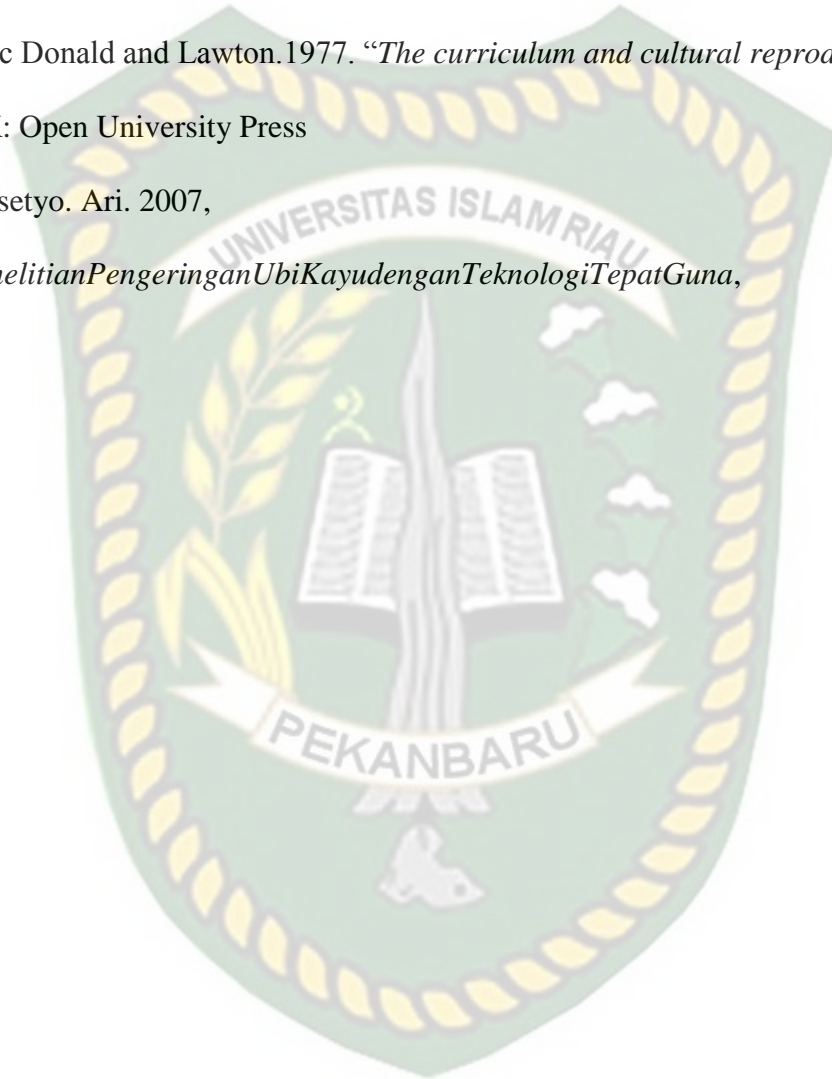 c Donald and Lawton.1977. “The curriculum and cultural reprod
: Open University Press
setyo. Ari. 2007,
nelitianPengeringanUbiKayudenganTeknologiTepatGuna,
UNIVERSITAS ISLAM RIAU
PEKANBARU